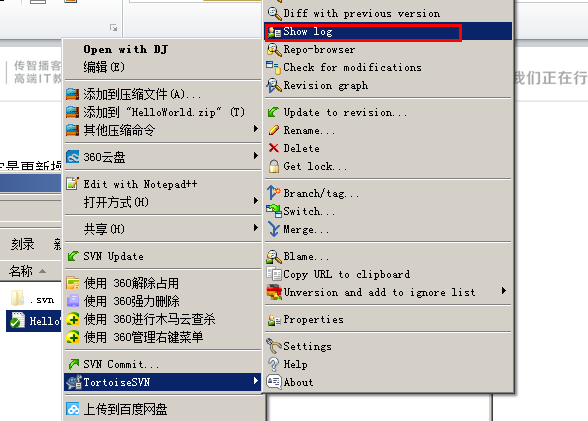 Diff with previous version
Show log
Repo-browser
Check for modifications
Revision graph
Update to revision...
Rename...
Delete
Get lock...
Branch/tag...
Switch...
Merge...
Blame...
Copy URL to clipboard
Unversion and add to ignore list
Properties
Settings
Help
About
Open with DJ
编辑(E)
添加到压缩文件(A)...
添加到 "HelloWorld.zip" (T)
其他压缩命令
360云盘
Edit with Notepad++
打开方式(H)
共享(H)
SVN Update
使用 360解除占用
使用 360强力删除
使用 360进行木马云查杀
使用 360管理右键菜单
SVN Commit...
TortoiseSVN
上传到百度网盘
传智播客
高端IT教
我们正在行
是更新操
刻录
新
名称
.svn
Hello